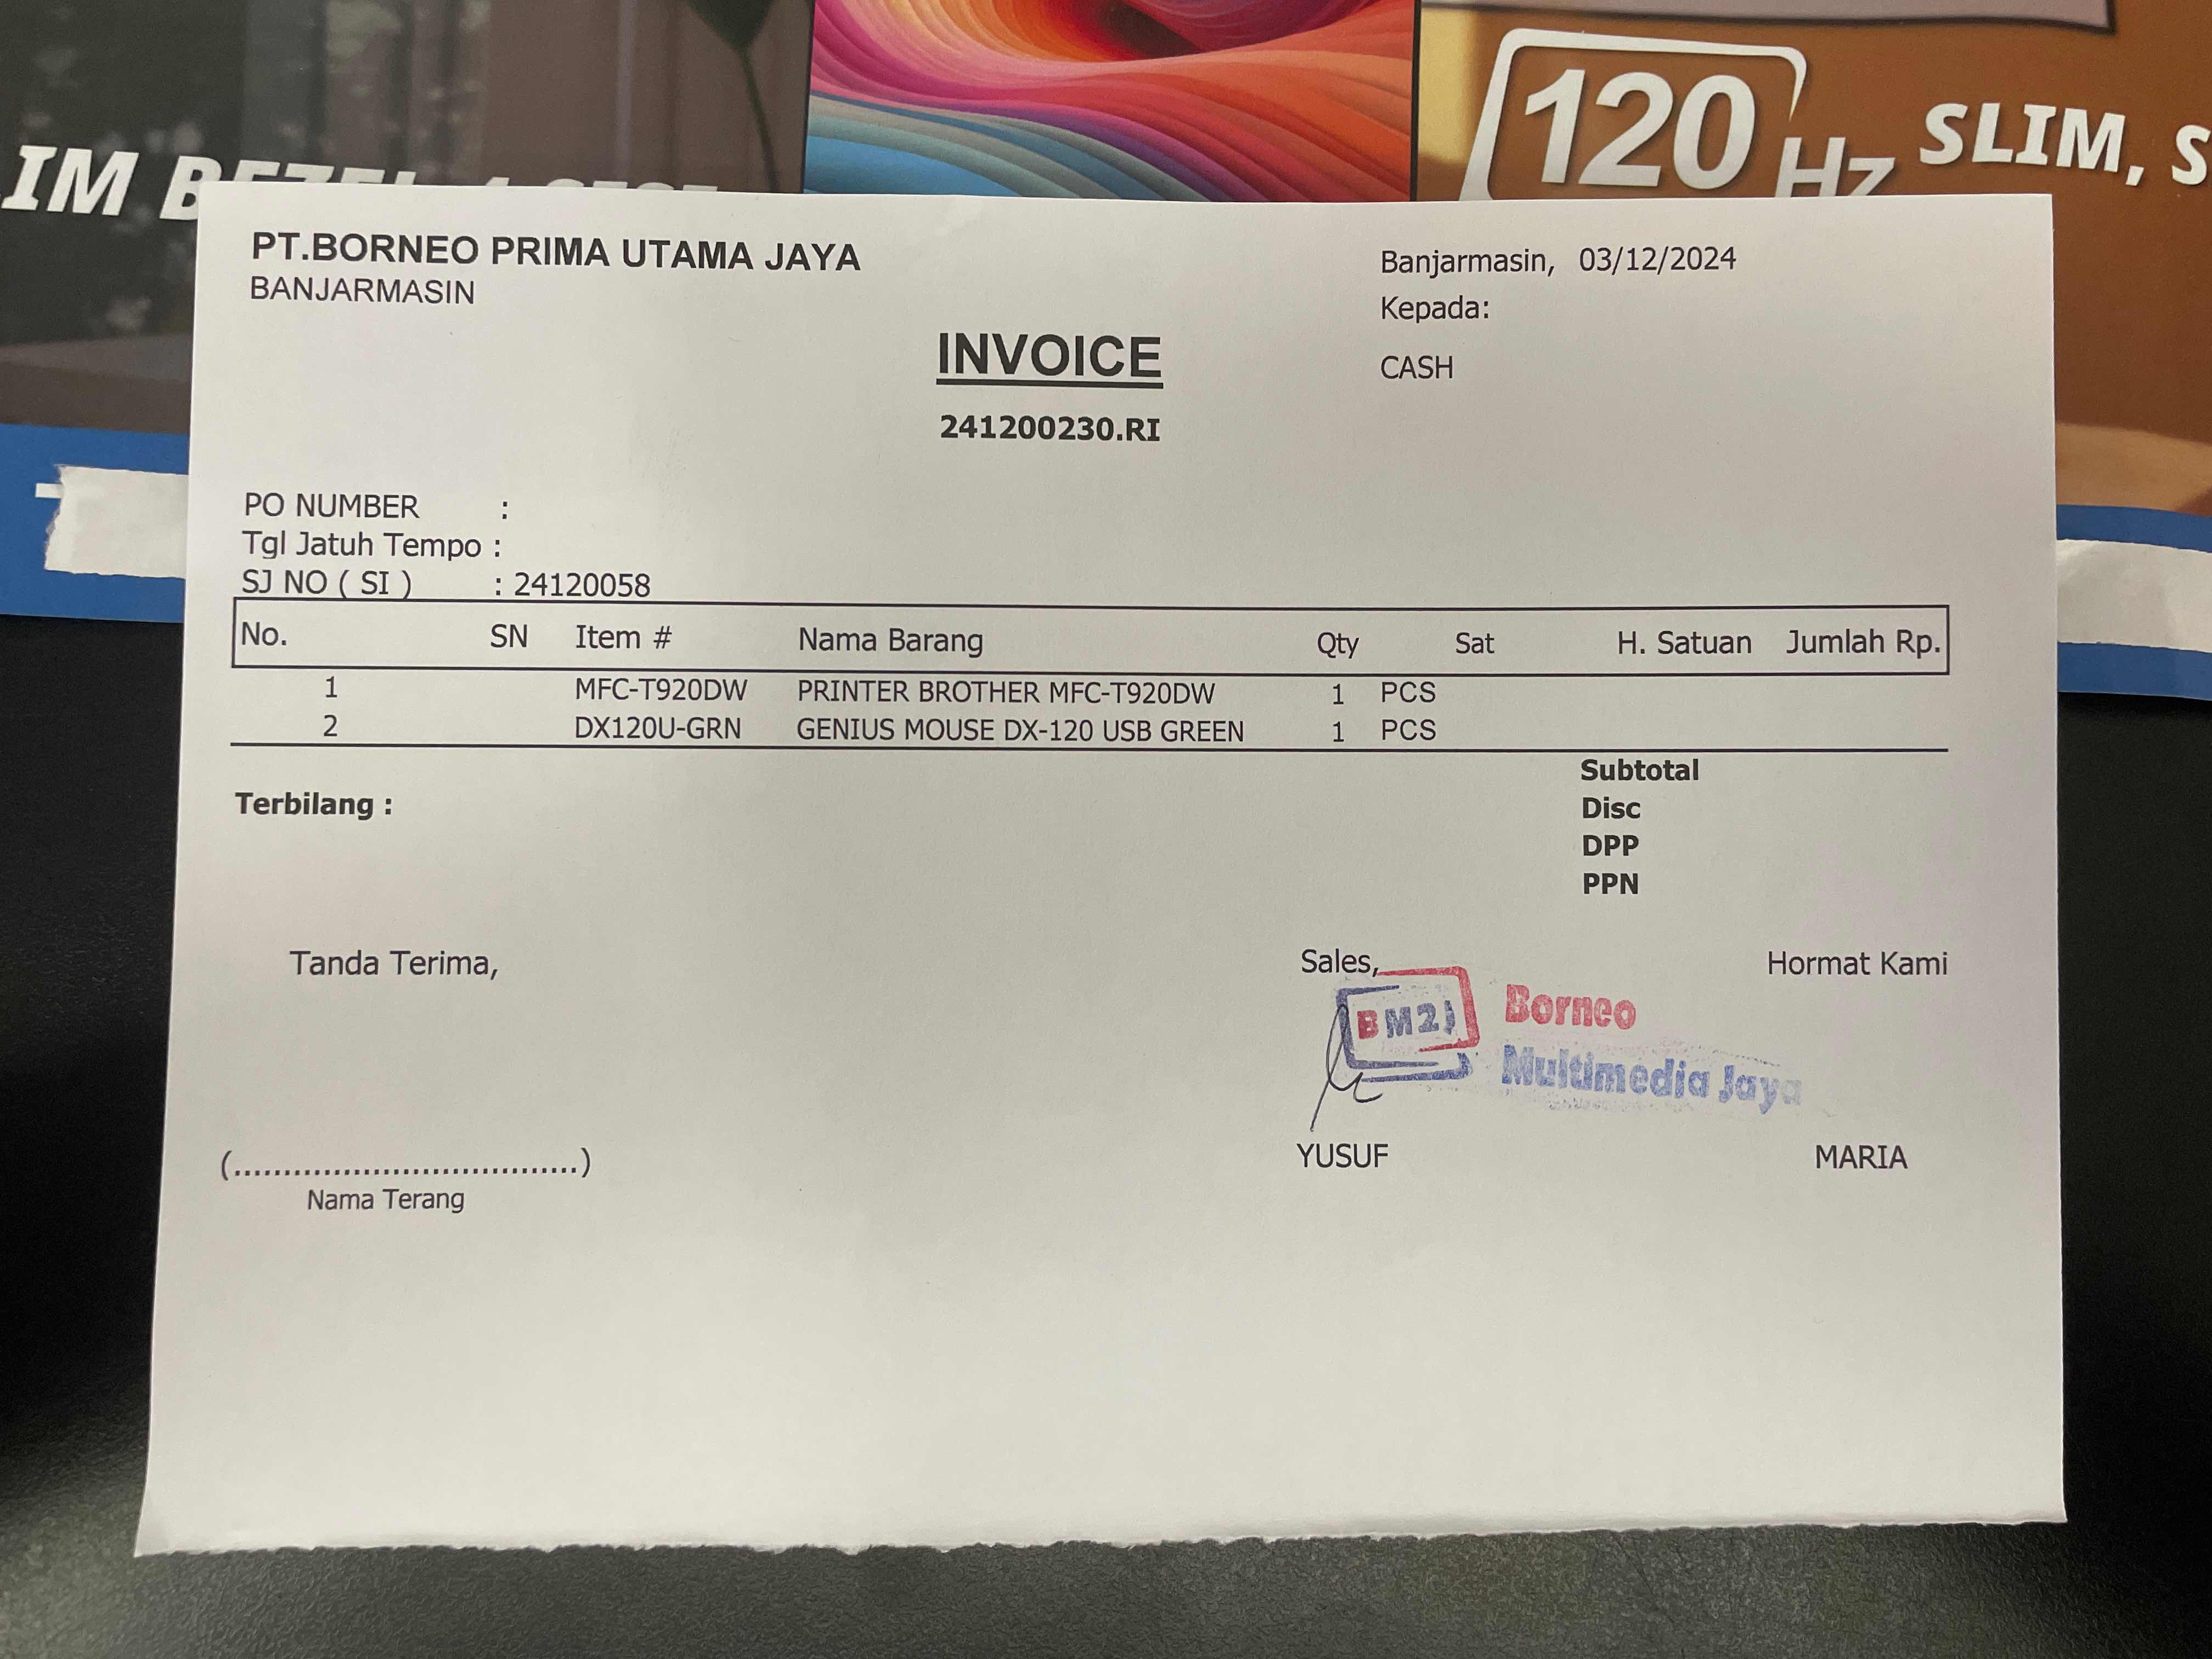 120 Hz SLIM, S
IM BEZEL
PT.BORNEO PRIMA UTAMA JAYA
BANJARMASIN
Banjarmasin, 03/12/2024
Kepada:
CASH
INVOICE
241200230.RI
PO NUMBER :
Tgl Jatuh Tempo :
SJ NO ( SI ) : 24120058
No. SN Item # Nama Barang Qty Sat H. Satuan Jumlah Rp.
1 MFC-T920DW PRINTER BROTHER MFC-T920DW 1 PCS
2 DX120U-GRN GENIUS MOUSE DX-120 USB GREEN 1 PCS
Subtotal
Terbilang :
Disc
DPP
PPN
Tanda Terima,
Sales,
Hormat Kami
BM2J Borneo
Multimedia Jaya
(...................................)
Nama Terang
YUSUF
MARIA